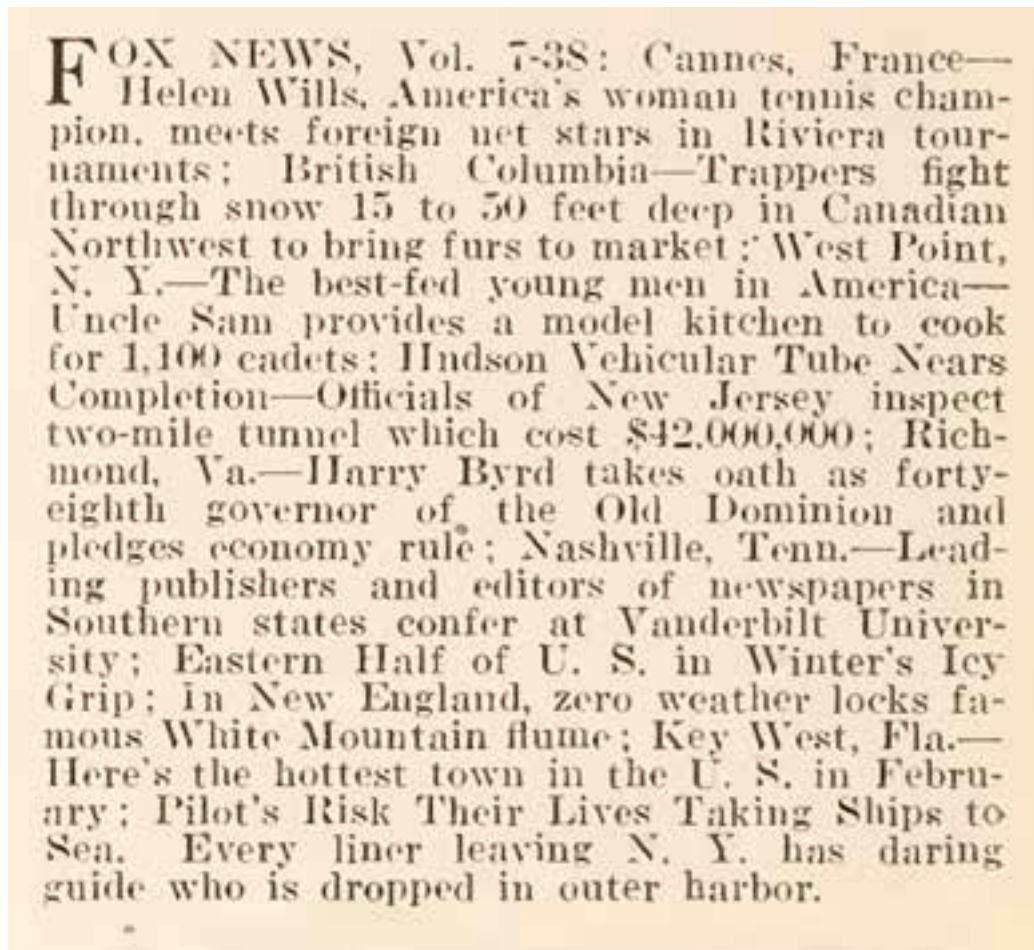 FOX NEWS, Vol. 7-38: Cannes, France—
Helen Wills, America's woman tennis cham-
pion, meets foreign net stars in Riviera tour-
naments; British Columbia—Trappers fight
through snow 15 to 50 feet deep in Canadian
Northwest to bring furs to market; West Point,
N. Y.—The best-fed young men in America—
Uncle Sam provides a model kitchen to cook
for 1,100 cadets; Hudson Vehicular Tube Nears
Completion—Officials of New Jersey inspect
two-mile tunnel which cost $42,000,000; Rich-
mond, Va.—Harry Byrd takes oath as forty-
eighth governor of the Old Dominion and
pledges economy rule; Nashville, Tenn.—Lead-
ing publishers and editors of newspapers in
Southern states confer at Vanderbilt Univer-
sity; Eastern Half of U. S. in Winter's Icy
Grip; In New England, zero weather locks fa-
mous White Mountain flume; Key West, Fla.—
Here's the hottest town in the U. S. in Febru-
ary; Pilot's Risk Their Lives Taking Ships to
Sea. Every liner leaving N. Y. has daring
guide who is dropped in outer harbor.